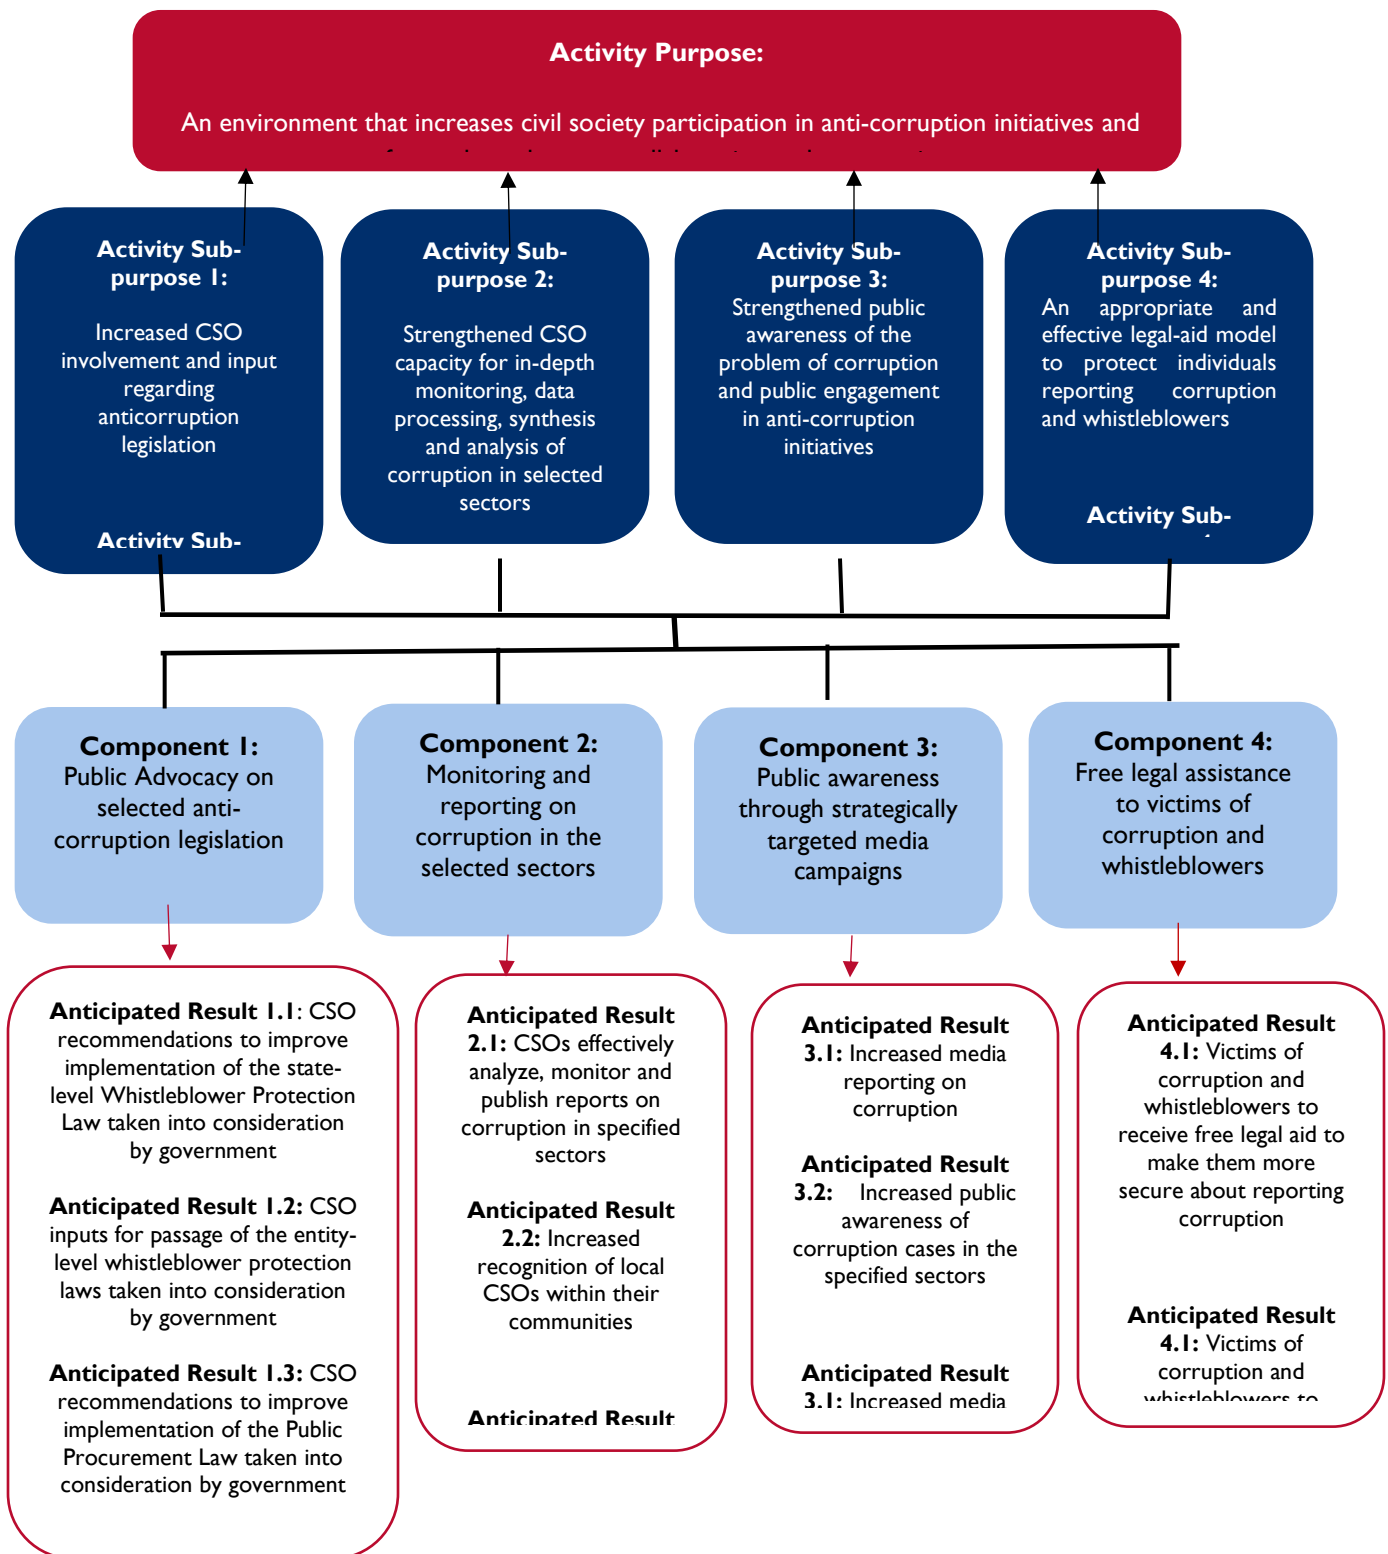 Activity Purpose:
An environment that increases civil society participation in anti-corruption initiatives and
Activity Sub-
purpose 1:
Increased CSO
involvement and input
regarding
anticorruption
legislation
Activity Sub-
Activity Sub-
purpose 2:
Strengthened CSO
capacity for in-depth
monitoring, data
processing, synthesis
and analysis of
corruption in selected
sectors
Activity Sub-
purpose 3:
Strengthened public
awareness of the
problem of corruption
and public engagement
in anti-corruption
initiatives
Activity Sub-
purpose 4:
An appropriate and
effective legal-aid model
to protect individuals
reporting corruption
and whistleblowers
Activity Sub-
Component 1:
Public Advocacy on
selected anti-
corruption legislation
Component 2:
Monitoring and
reporting on
corruption in the
selected sectors
Component 3:
Public awareness
through strategically
targeted media
campaigns
Component 4:
Free legal assistance
to victims of
corruption and
whistleblowers
Anticipated Result 1.1: CSO
recommendations to improve
implementation of the state-
level Whistleblower Protection
Law taken into consideration
by government
Anticipated Result 1.2: CSO
inputs for passage of the entity-
level whistleblower protection
laws taken into consideration
by government
Anticipated Result 1.3: CSO
recommendations to improve
implementation of the Public
Procurement Law taken into
consideration by government
Anticipated Result
2.1: CSOs effectively
analyze, monitor and
publish reports on
corruption in specified
sectors
Anticipated Result
2.2: Increased
recognition of local
CSOs within their
communities
Anticipated Result
Anticipated Result
3.1: Increased media
reporting on
corruption
Anticipated Result
3.2: Increased public
awareness of
corruption cases in the
specified sectors
Anticipated Result
3.1: Increased media
Anticipated Result
4.1: Victims of
corruption and
whistleblowers to
receive free legal aid to
make them more
secure about reporting
corruption
Anticipated Result
4.1: Victims of
corruption and
whistleblowers to